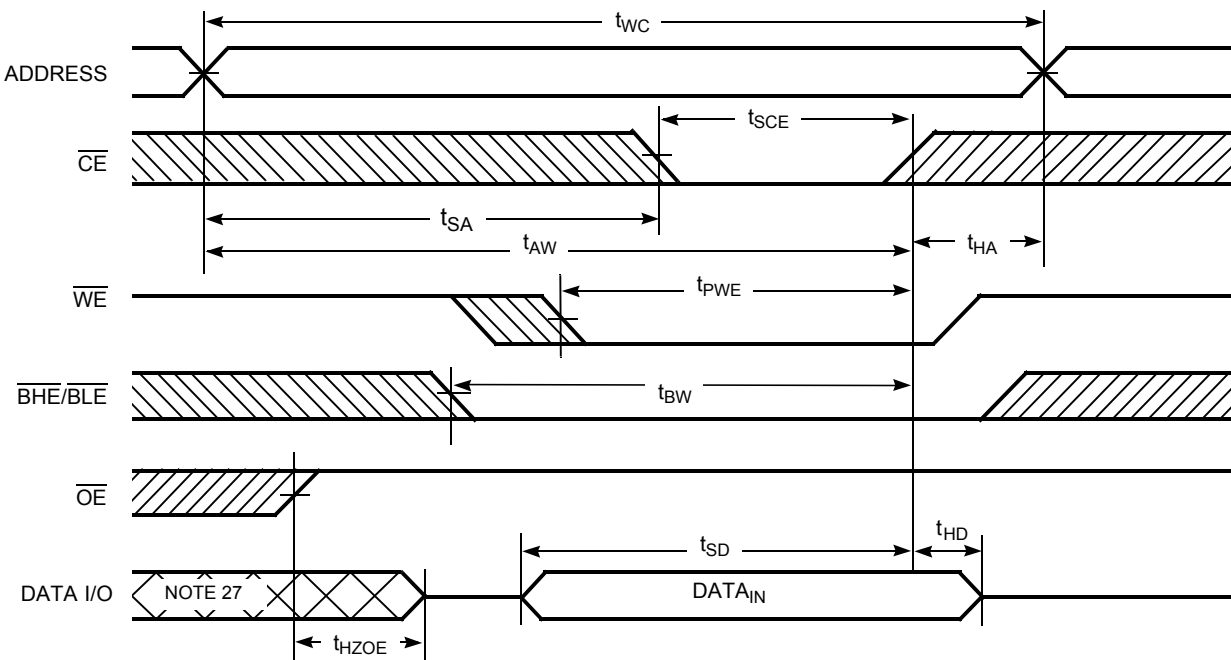 tWC
ADDRESS
tSCE
CE
tSA
tAW
tHA
WE
tPWE
BHE/BLE
tBW
OE
tSD
tHD
DATA I/O
NOTE 27
DATAIN
tHZOE